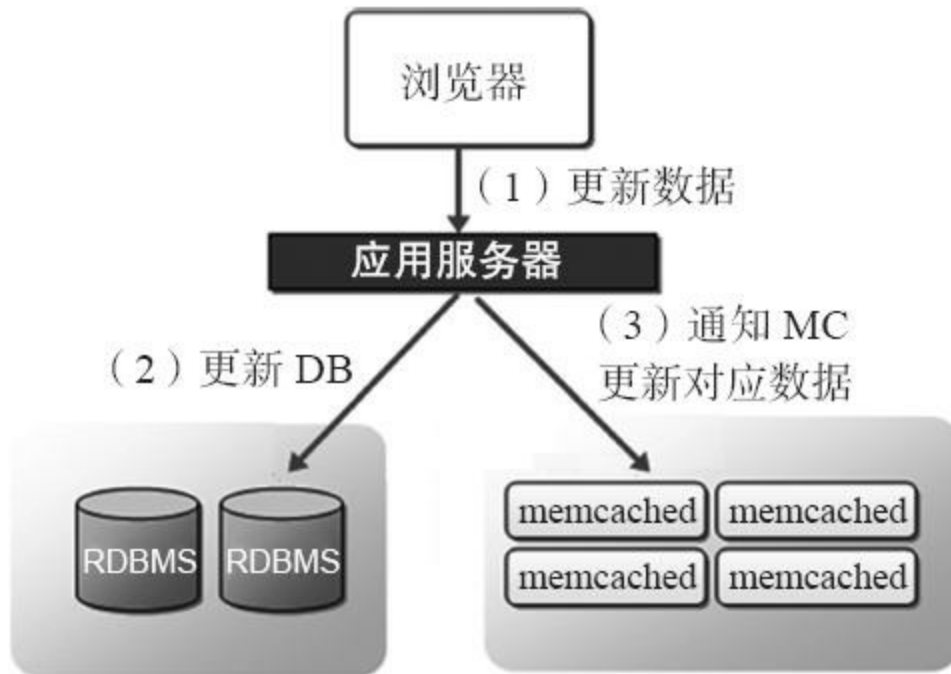 浏览器
（1）更新数据
应用服务器
（3）通知 MC
更新对应数据
（2）更新 DB
RDBMS RDBMS
memcached memcached
memcached memcached